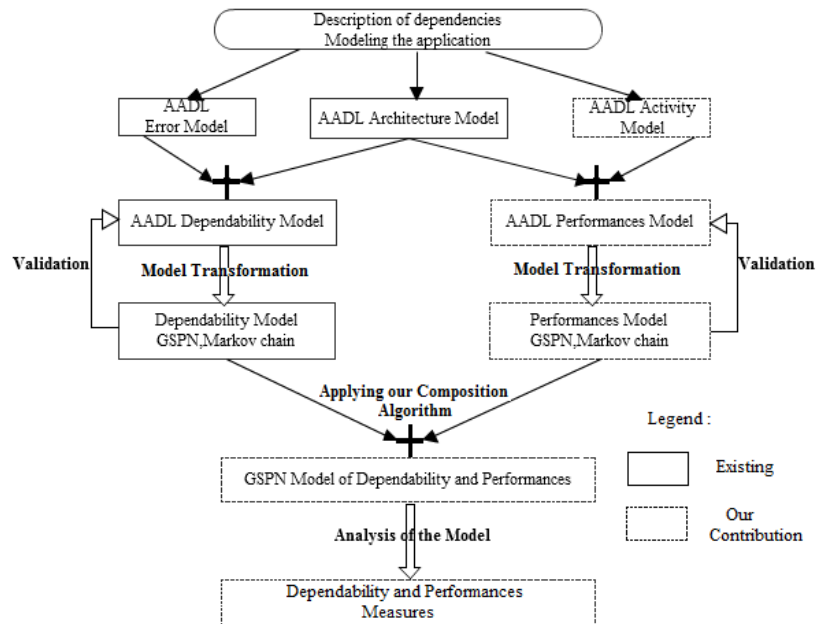 Description of dependencies
Modeling the application
AADL
Error Model
AADL Architecture Model
AADL Activity
Model
AADL Dependability Model
AADL Performances Model
Validation
Model Transformation
Model Transformation
Validation
Dependability Model
GSPN,Markov chain
Performances Model
GSPN,Markov chain
Applying our Composition
Algorithm
Legend :
GSPN Model of Dependability and Performances
Existing
Our
Contribution
Analysis of the Model
Dependability and Performances
Measures